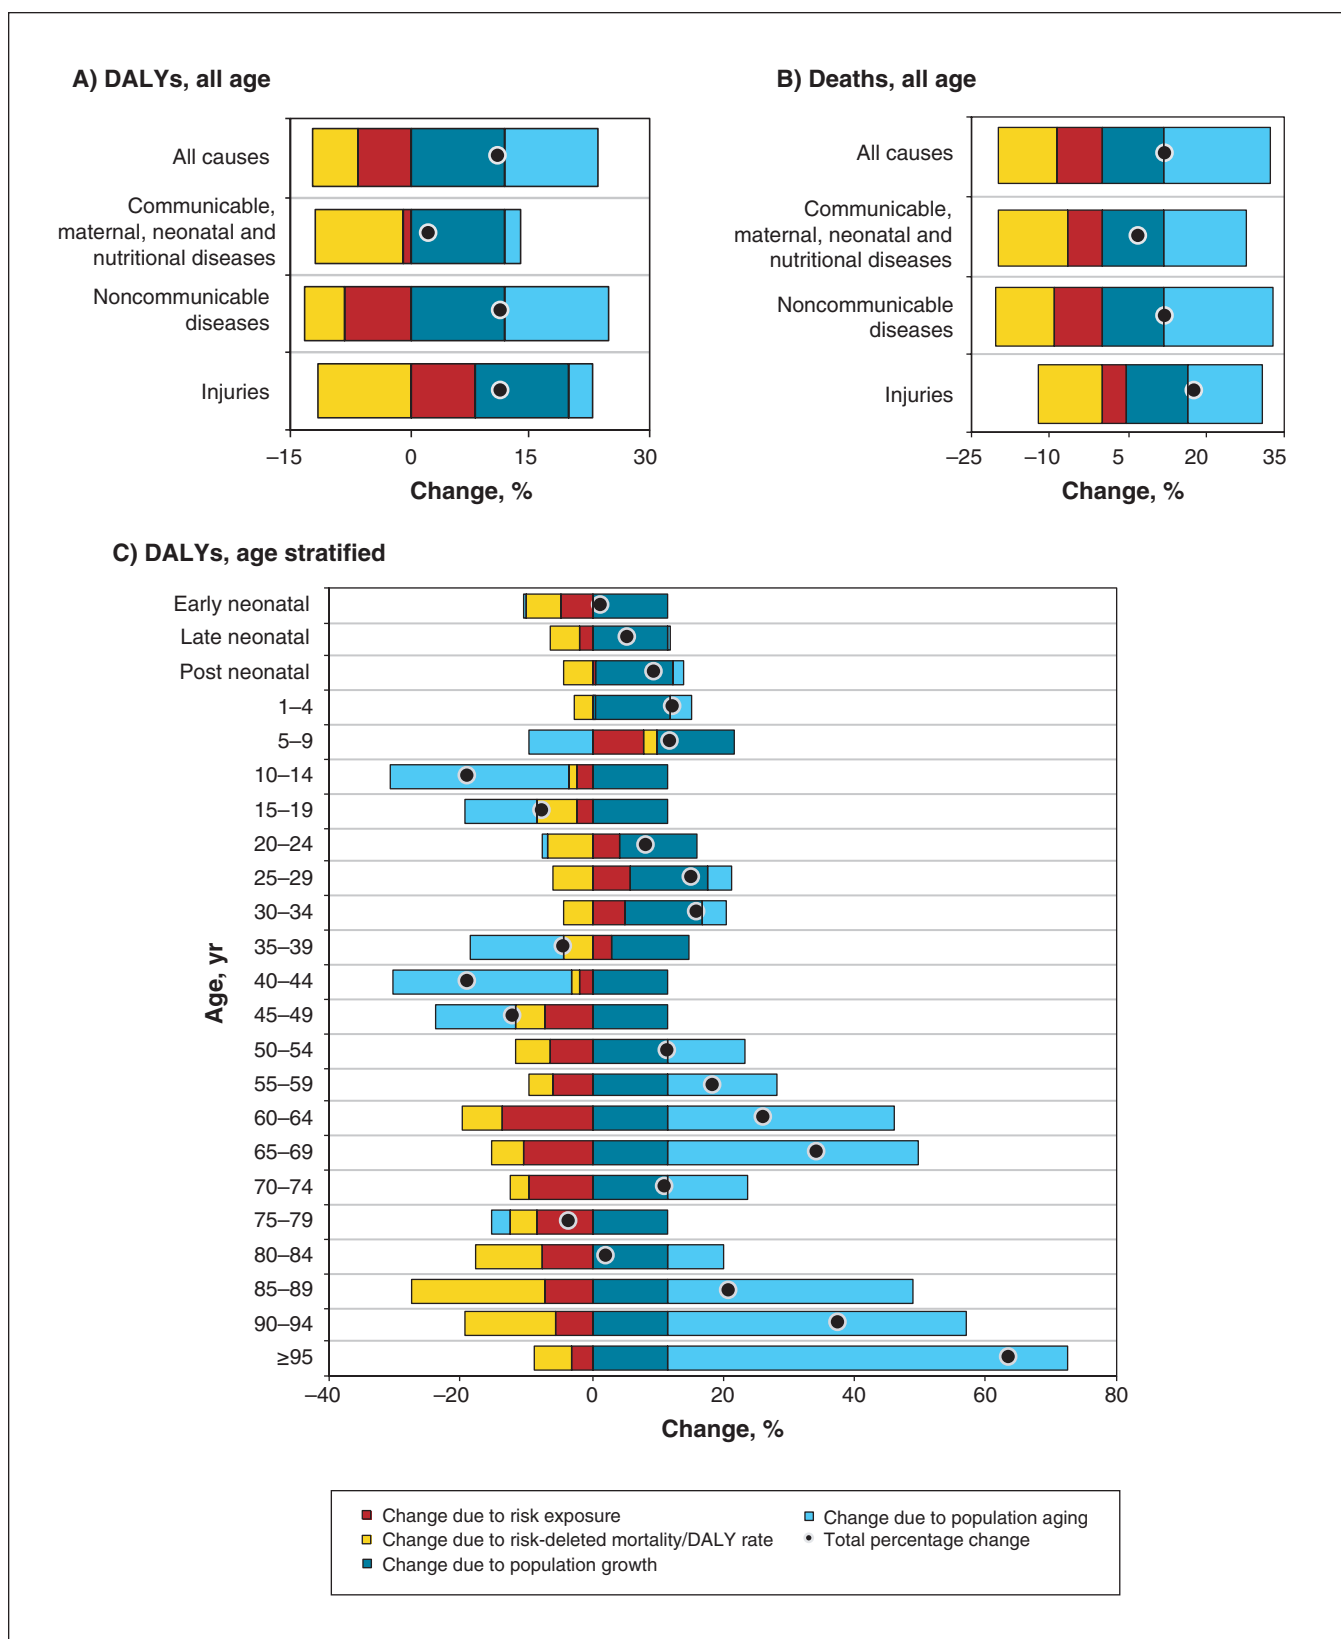 A) DALYs, all age
All causes
Communicable,
maternal, neonatal and
nutritional diseases
Noncommunicable
diseases
Injuries
–15 0 15 30
Change, %
B) Deaths, all age
All causes
Communicable,
maternal, neonatal and
nutritional diseases
Noncommunicable
diseases
Injuries
–25 –10 5 20 35
Change, %
C) DALYs, age stratified
Age, yr
Early neonatal
Late neonatal
Post neonatal
1–4
5–9
10–14
15–19
20–24
25–29
30–34
35–39
40–44
45–49
50–54
55–59
60–64
65–69
70–74
75–79
80–84
85–89
90–94
≥95
–40 –20 0 20 40 60 80
Change, %
Change due to risk exposure
Change due to risk-deleted mortality/DALY rate
Change due to population growth
Change due to population aging
Total percentage change